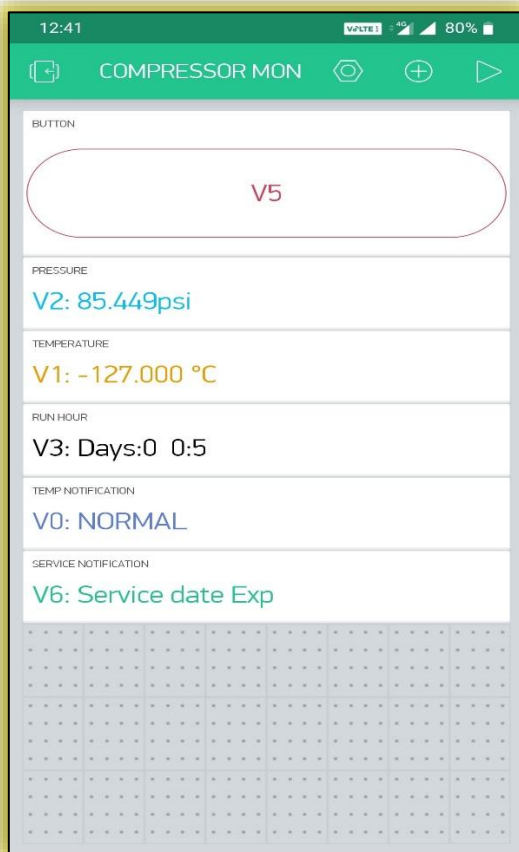 12:41 VoLTE 4G 80%
COMPRESSOR MON
BUTTON
V5
PRESSURE
V2: 85.449psi
TEMPERATURE
V1: -127.000 °C
RUN HOUR
V3: Days:0 0:5
TEMP NOTIFICATION
V0: NORMAL
SERVICE NOTIFICATION
V6: Service date Exp